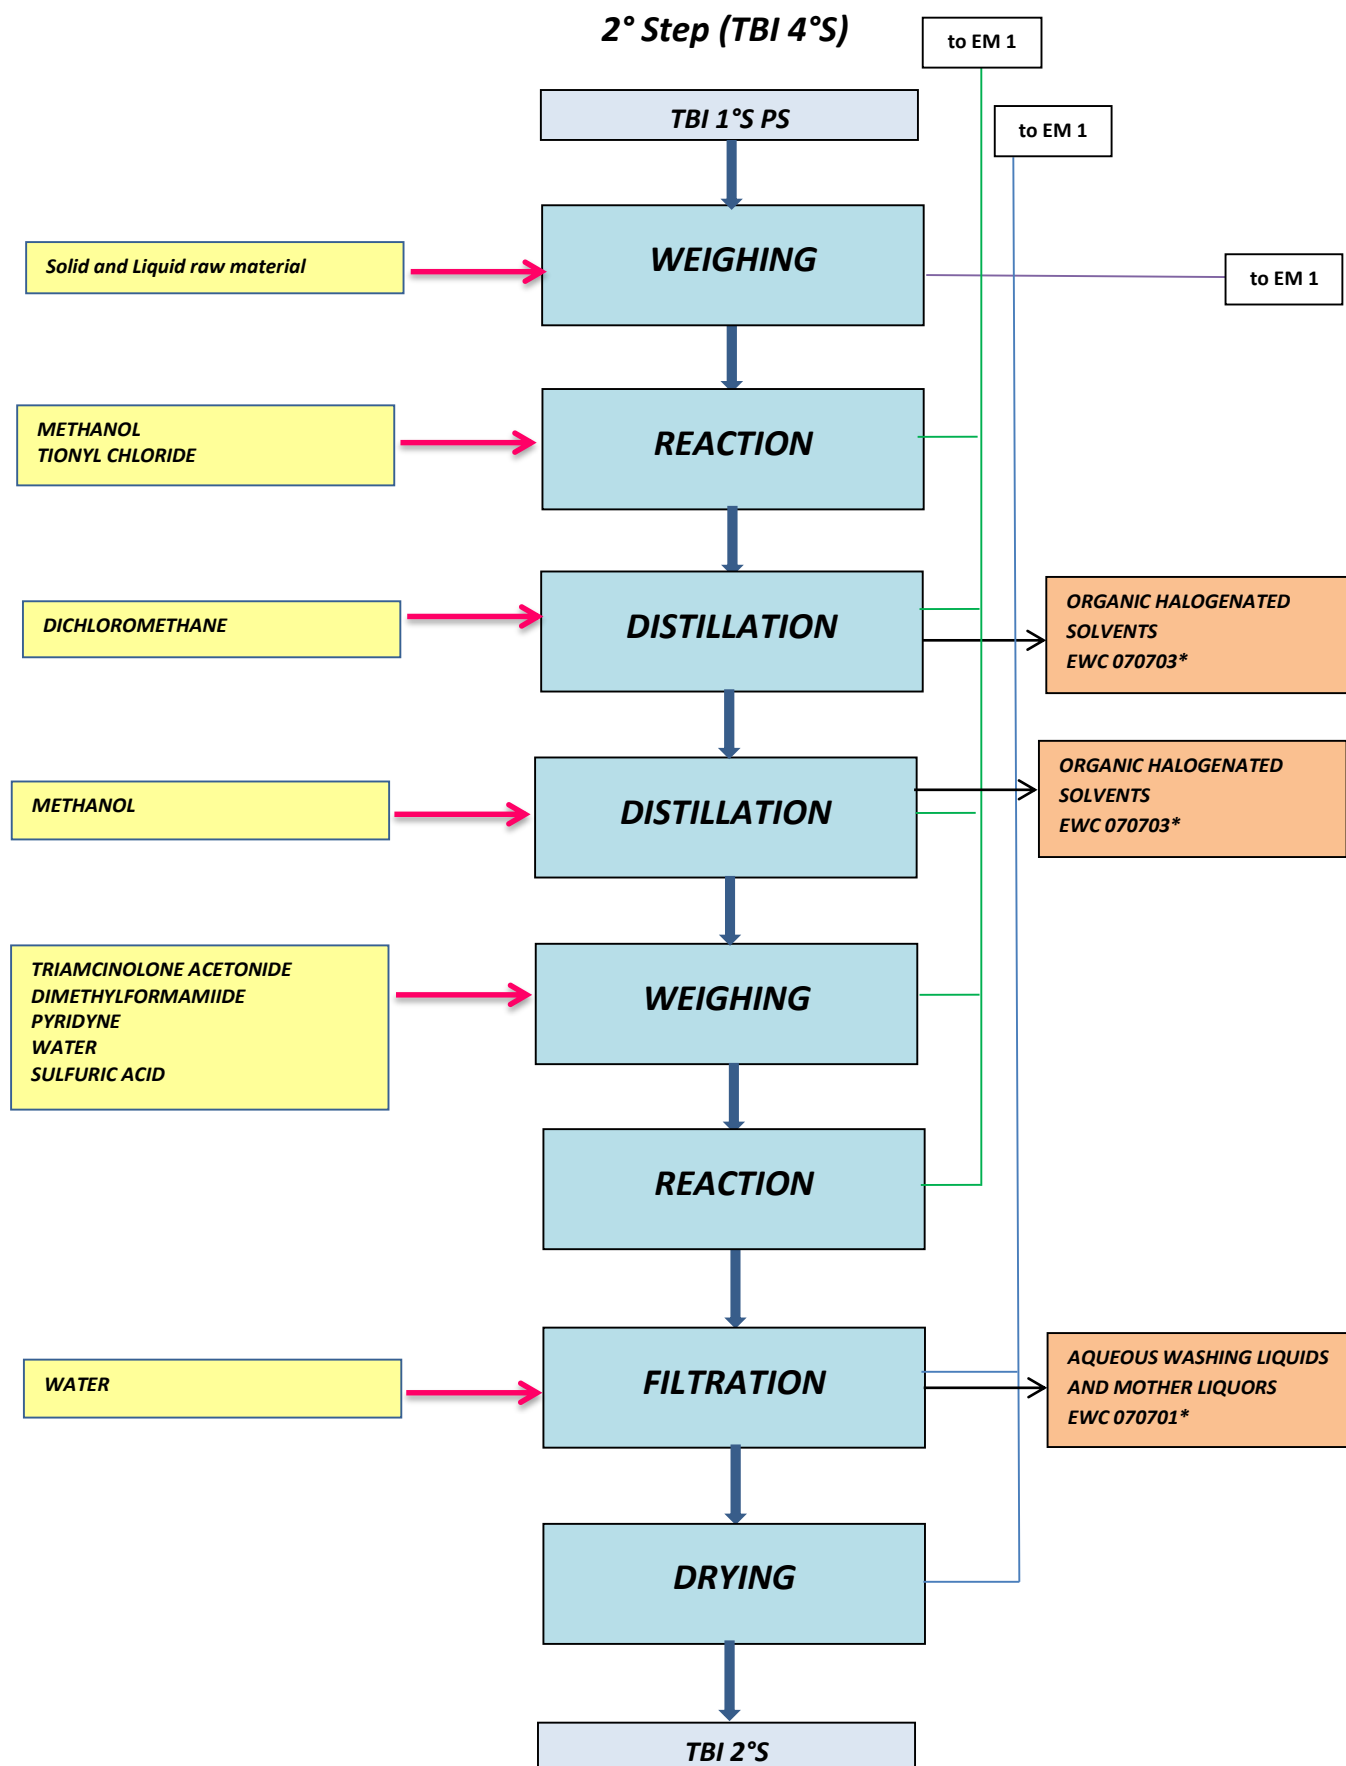 2° Step (TBI 4°S)
to EM 1
TBI 1°S PS
to EM 1
Solid and Liquid raw material
WEIGHING
to EM 1
METHANOL
TIONYL CHLORIDE
REACTION
DICHLOROMETHANE
DISTILLATION
ORGANIC HALOGENATED
SOLVENTS
EWC 070703*
METHANOL
DISTILLATION
ORGANIC HALOGENATED
SOLVENTS
EWC 070703*
TRIAMCINOLONE ACETONIDE
DIMETHYLFORMAMIIDE
PYRIDYNE
WATER
SULFURIC ACID
WEIGHING
REACTION
WATER
FILTRATION
AQUEOUS WASHING LIQUIDS
AND MOTHER LIQUORS
EWC 070701*
DRYING
TBI 2°S